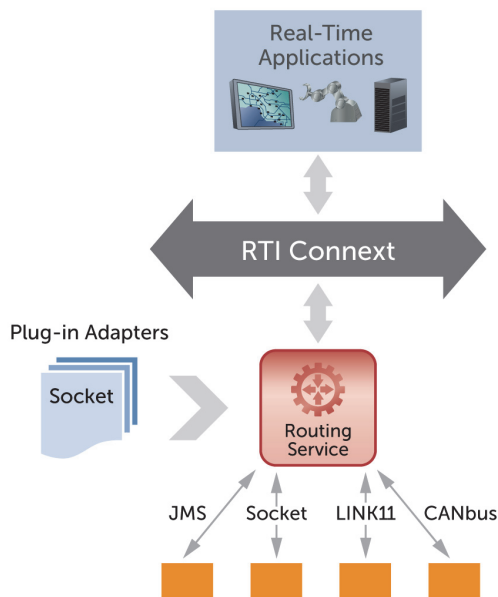 Real-Time
Applications
RTI Connext
Plug-in Adapters
Socket
Routing
Service
JMS
Socket
LINK11
CANbus